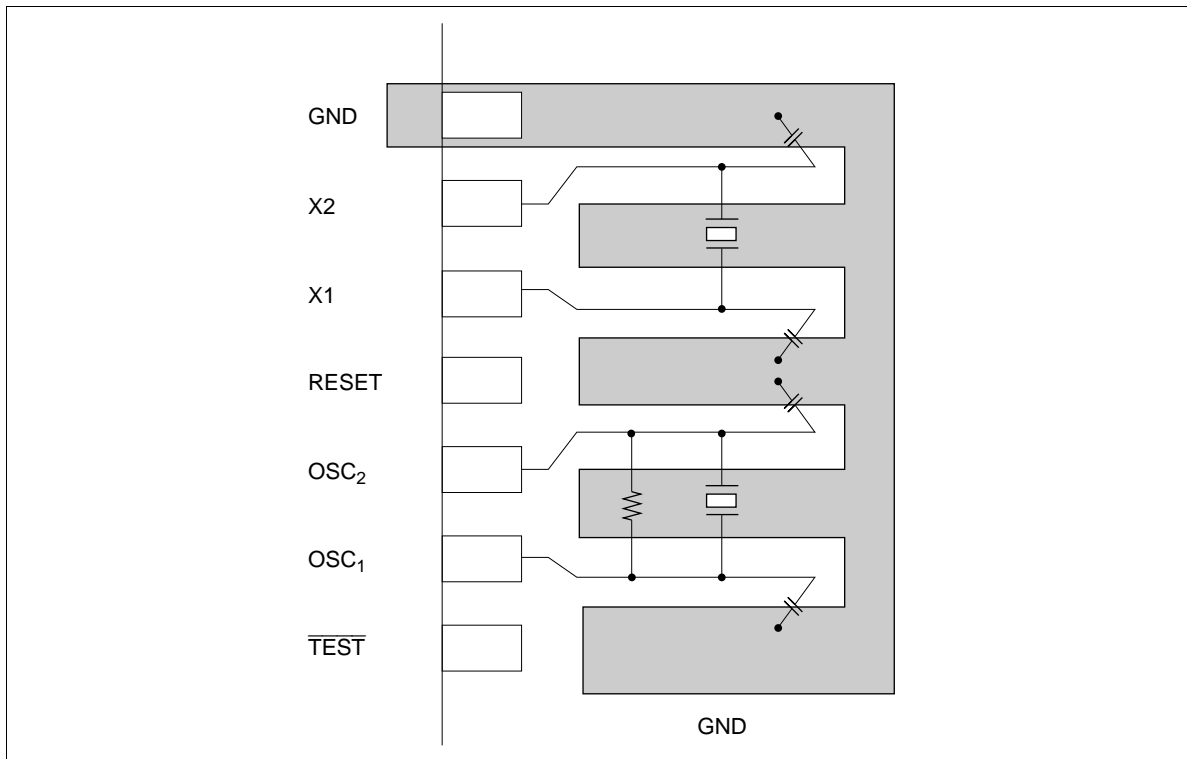 GND
X2
X1
RESET
OSC2
OSC1
TEST
GND